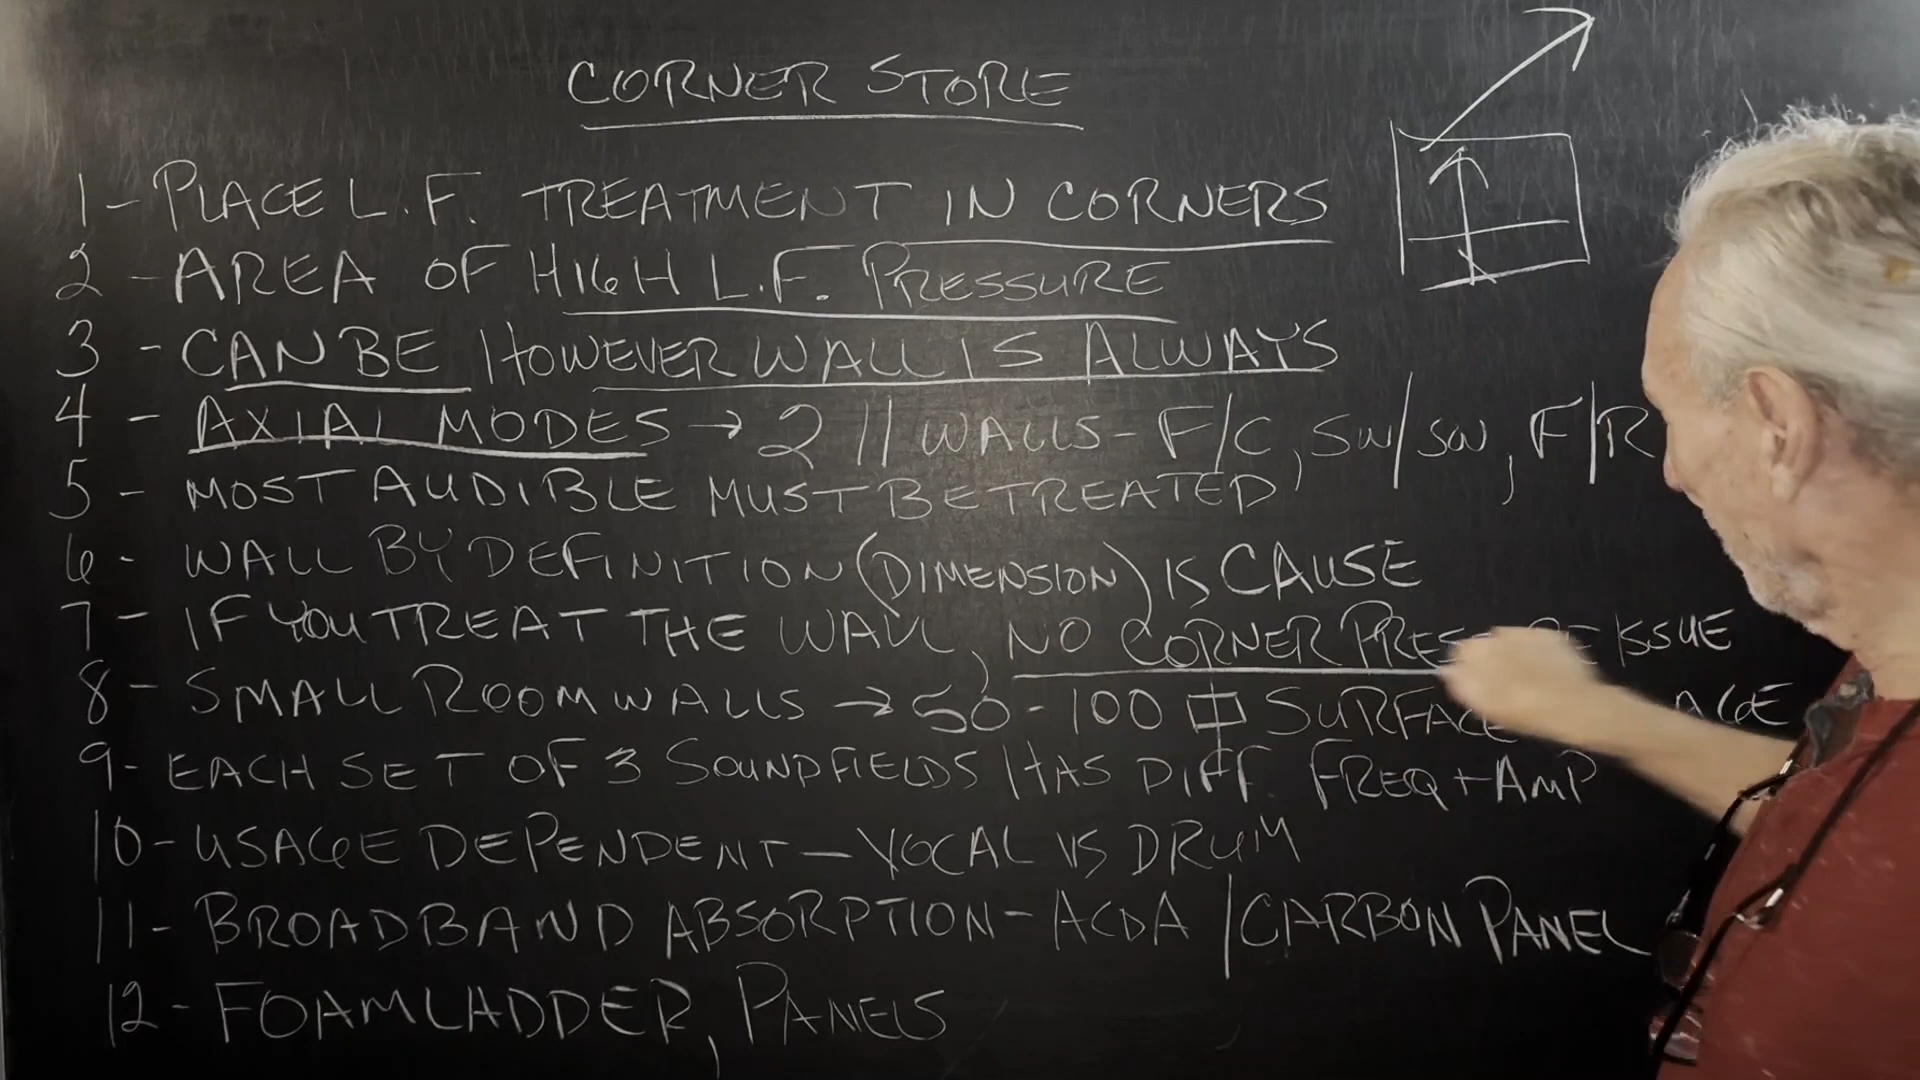 CORNER STORE
1- PLACE L.F. TREATMENT IN CORNERS
2 - AREA OF HIGH L.F. PRESSURE
3 - CAN BE HOWEVER WALL IS ALWAYS
4 - AXIAL MODES → 2 // WALLS - F/C, SW/SW, F/R
5 - MOST AUDIBLE MUST BE TREATED
6 - WALL BY DEFINITION (DIMENSION) IS CAUSE
7 - IF YOU TREAT THE WALL, NO CORNER ISSUE
8 - SMALL ROOM WALLS → 50-100
9- EACH SET OF 3 SOUNDFIELDS HAS DIFF. FREQ + AMP
10- USAGE DEPENDENT - VOCAL VS DRUM
11- BROADBAND ABSORPTION - ACDA / CARBON PANEL
12- FOAM LADDER, PANELS